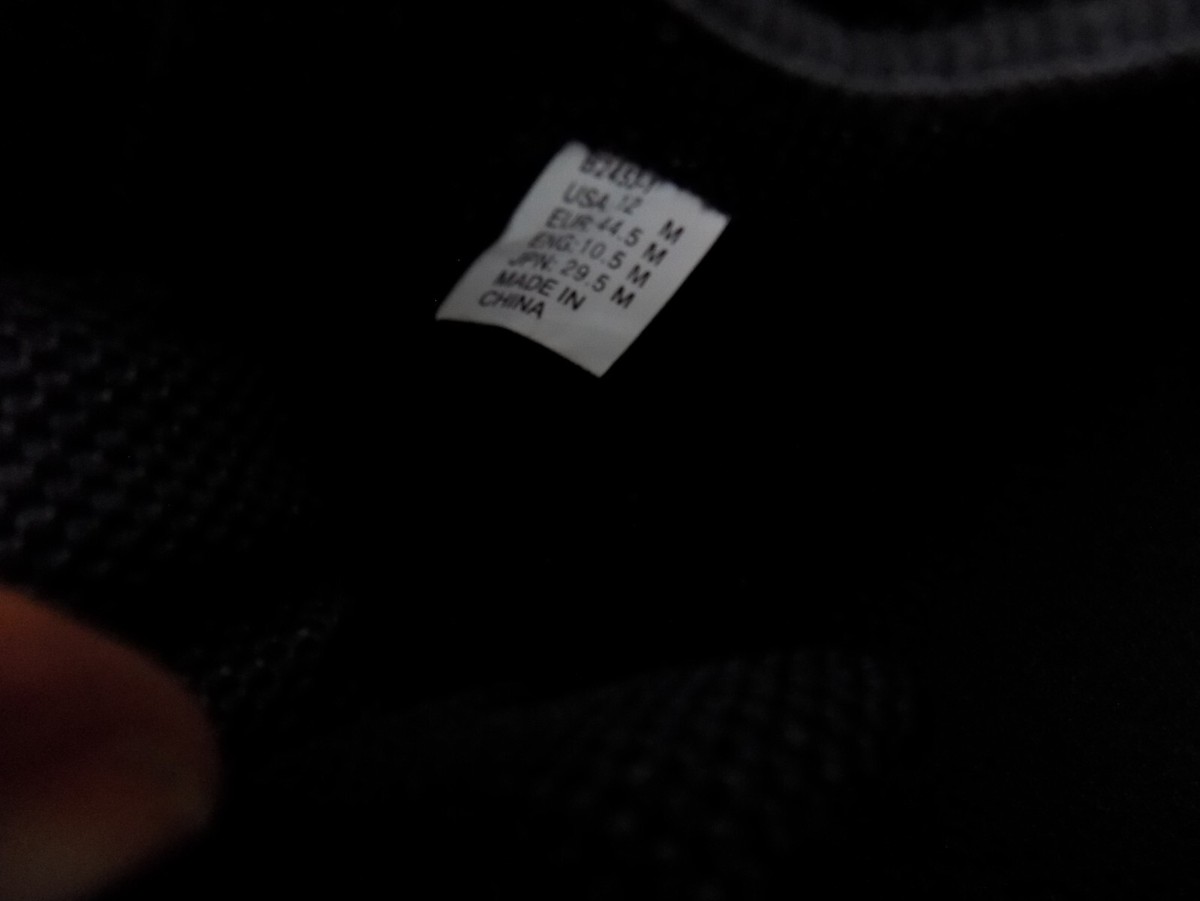 USA: 12 M
EUR: 44.5 M
ENG: 10.5 M
JPN: 29.5 M
MADE IN
CHINA